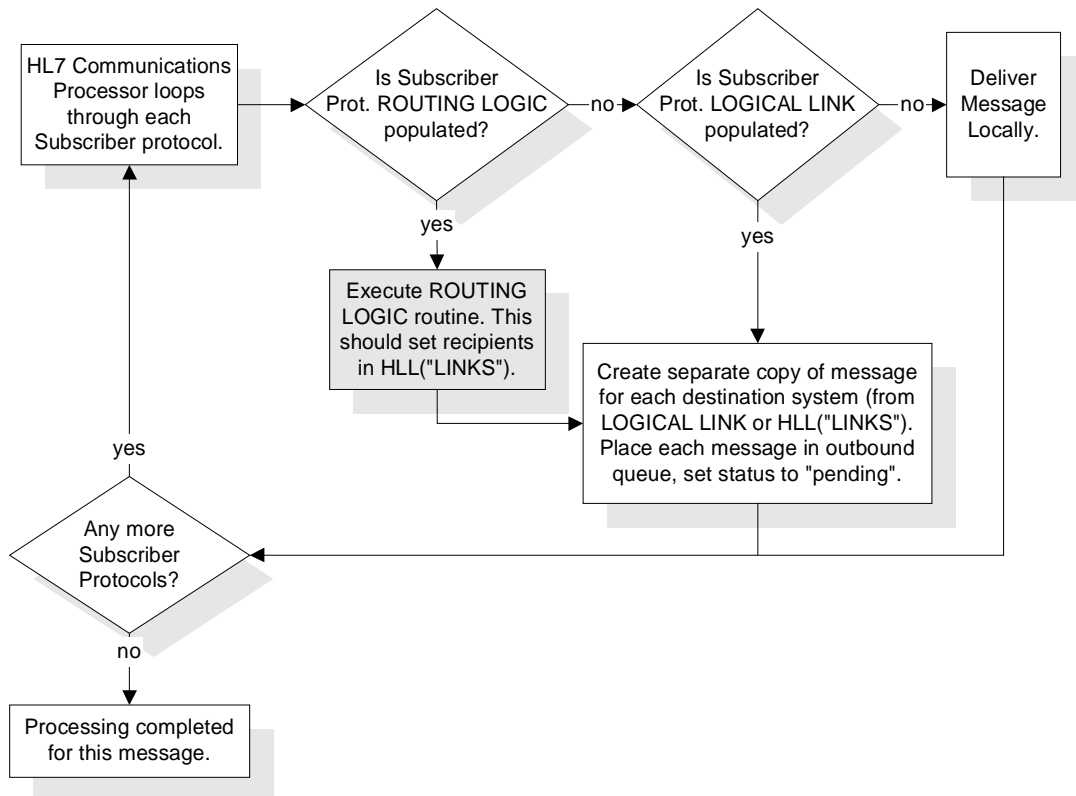 HL7 Communications
Processor loops
through each
Subscriber protocol.
Is Subscriber
Prot. ROUTING LOGIC
populated?
no
Is Subscriber
Prot. LOGICAL LINK
populated?
no
Deliver
Message
Locally.
yes
yes
Execute ROUTING
LOGIC routine. This
should set recipients
in HLL("LINKS").
Create separate copy of message
for each destination system (from
LOGICAL LINK or HLL("LINKS").
Place each message in outbound
queue, set status to "pending".
yes
Any more
Subscriber
Protocols?
no
Processing completed
for this message.